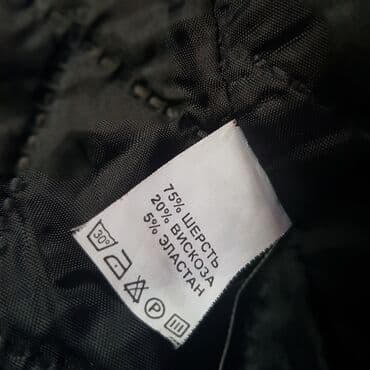 75% ШЕРСТЬ
20% ВИСКОЗА
5% ЭЛАСТАН
30° P